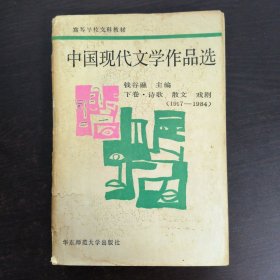 高等学校文科教材
中国现代文学作品选
钱谷融 主编
下卷·诗歌 散文 戏剧
(1917—1984)
华东师范大学出版社